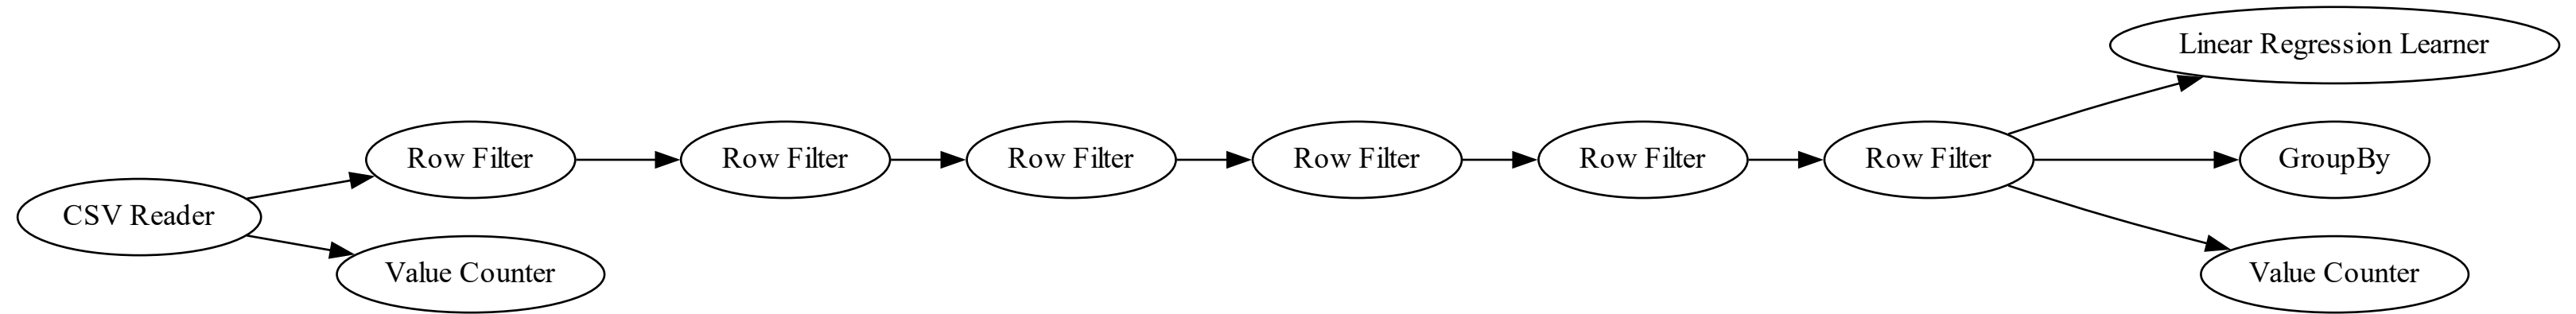 CSV Reader
Row Filter
Value Counter
Row Filter
Row Filter
Row Filter
Row Filter
Row Filter
Linear Regression Learner
GroupBy
Value Counter